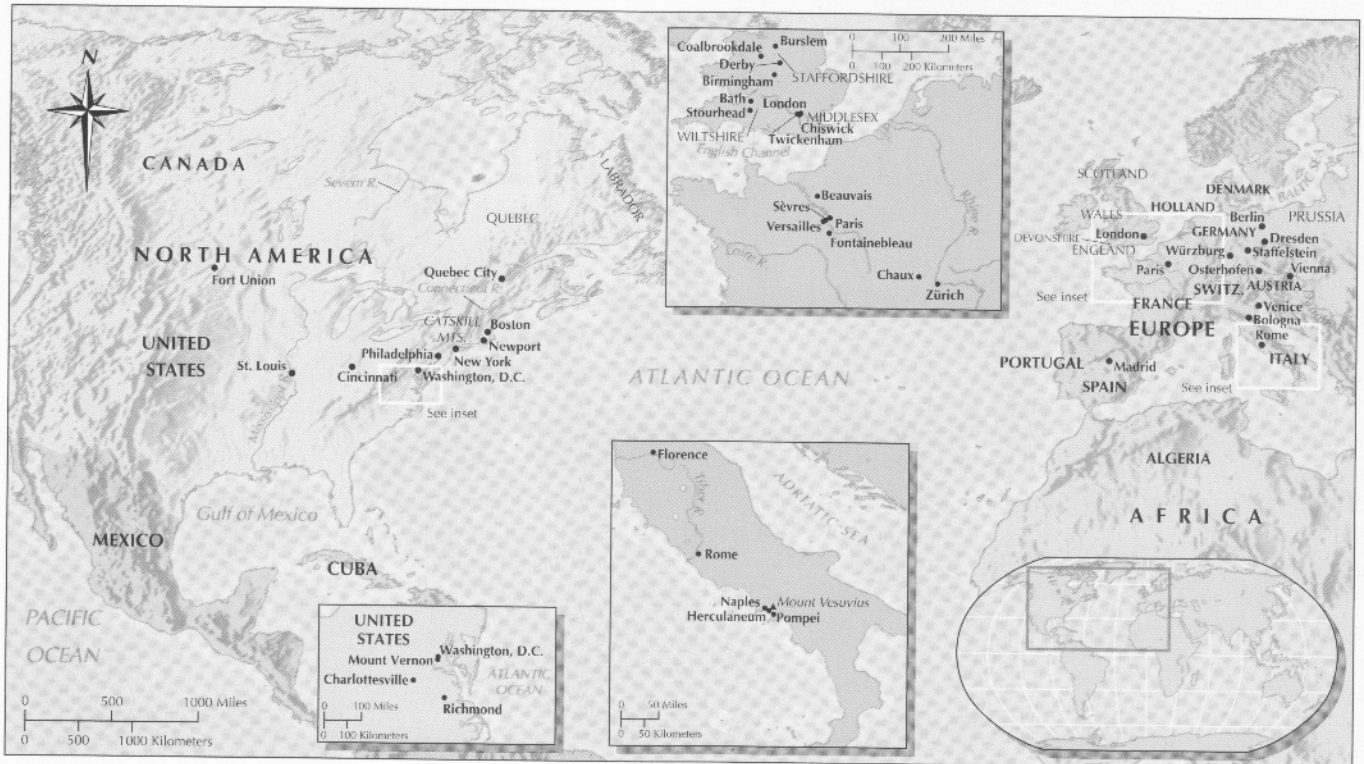 N
CANADA
Severn R.
LABRADOR
QUEBEC
NORTH AMERICA
Fort Union
Quebec City
Connecticut R.
CATSKILL
MTS.
Boston
Newport
UNITED
STATES
Philadelphia
New York
St. Louis
Cincinnati
Washington, D.C.
Mississippi R.
See inset
Gulf of Mexico
MEXICO
CUBA
PACIFIC
OCEAN
0 500 1000 Miles
0 500 1000 Kilometers
UNITED
STATES
Washington, D.C.
Mount Vernon
Charlottesville
ATLANTIC
OCEAN
Richmond
0 100 Miles
0 100 Kilometers
ATLANTIC OCEAN
Coalbrookdale
Burslem
Derby
STAFFORDSHIRE
Birmingham
Bath
London
Stourhead
MIDDLESEX
Chiswick
WILTSHIRE
Twickenham
English Channel
0 100 200 Miles
0 100 200 Kilometers
Beauvais
Sèvres
Paris
Versailles
Fontainebleau
Loire R.
Rhine R.
Chaux
Zürich
Florence
Tiber R.
ADRIATIC SEA
Rome
Naples
Mount Vesuvius
Herculaneum
Pompei
0 50 Miles
0 50 Kilometers
SCOTLAND
DENMARK
BALTIC SEA
HOLLAND
WALLS
Berlin
PRUSSIA
London
GERMANY
DEVONSHIRE
ENGLAND
Dresden
Würzburg
Staffelstein
Paris
Osterhofen
Vienna
SWITZ.
AUSTRIA
See inset
FRANCE
Venice
EUROPE
Bologna
Rome
PORTUGAL
Madrid
ITALY
SPAIN
See inset
ALGERIA
AFRICA